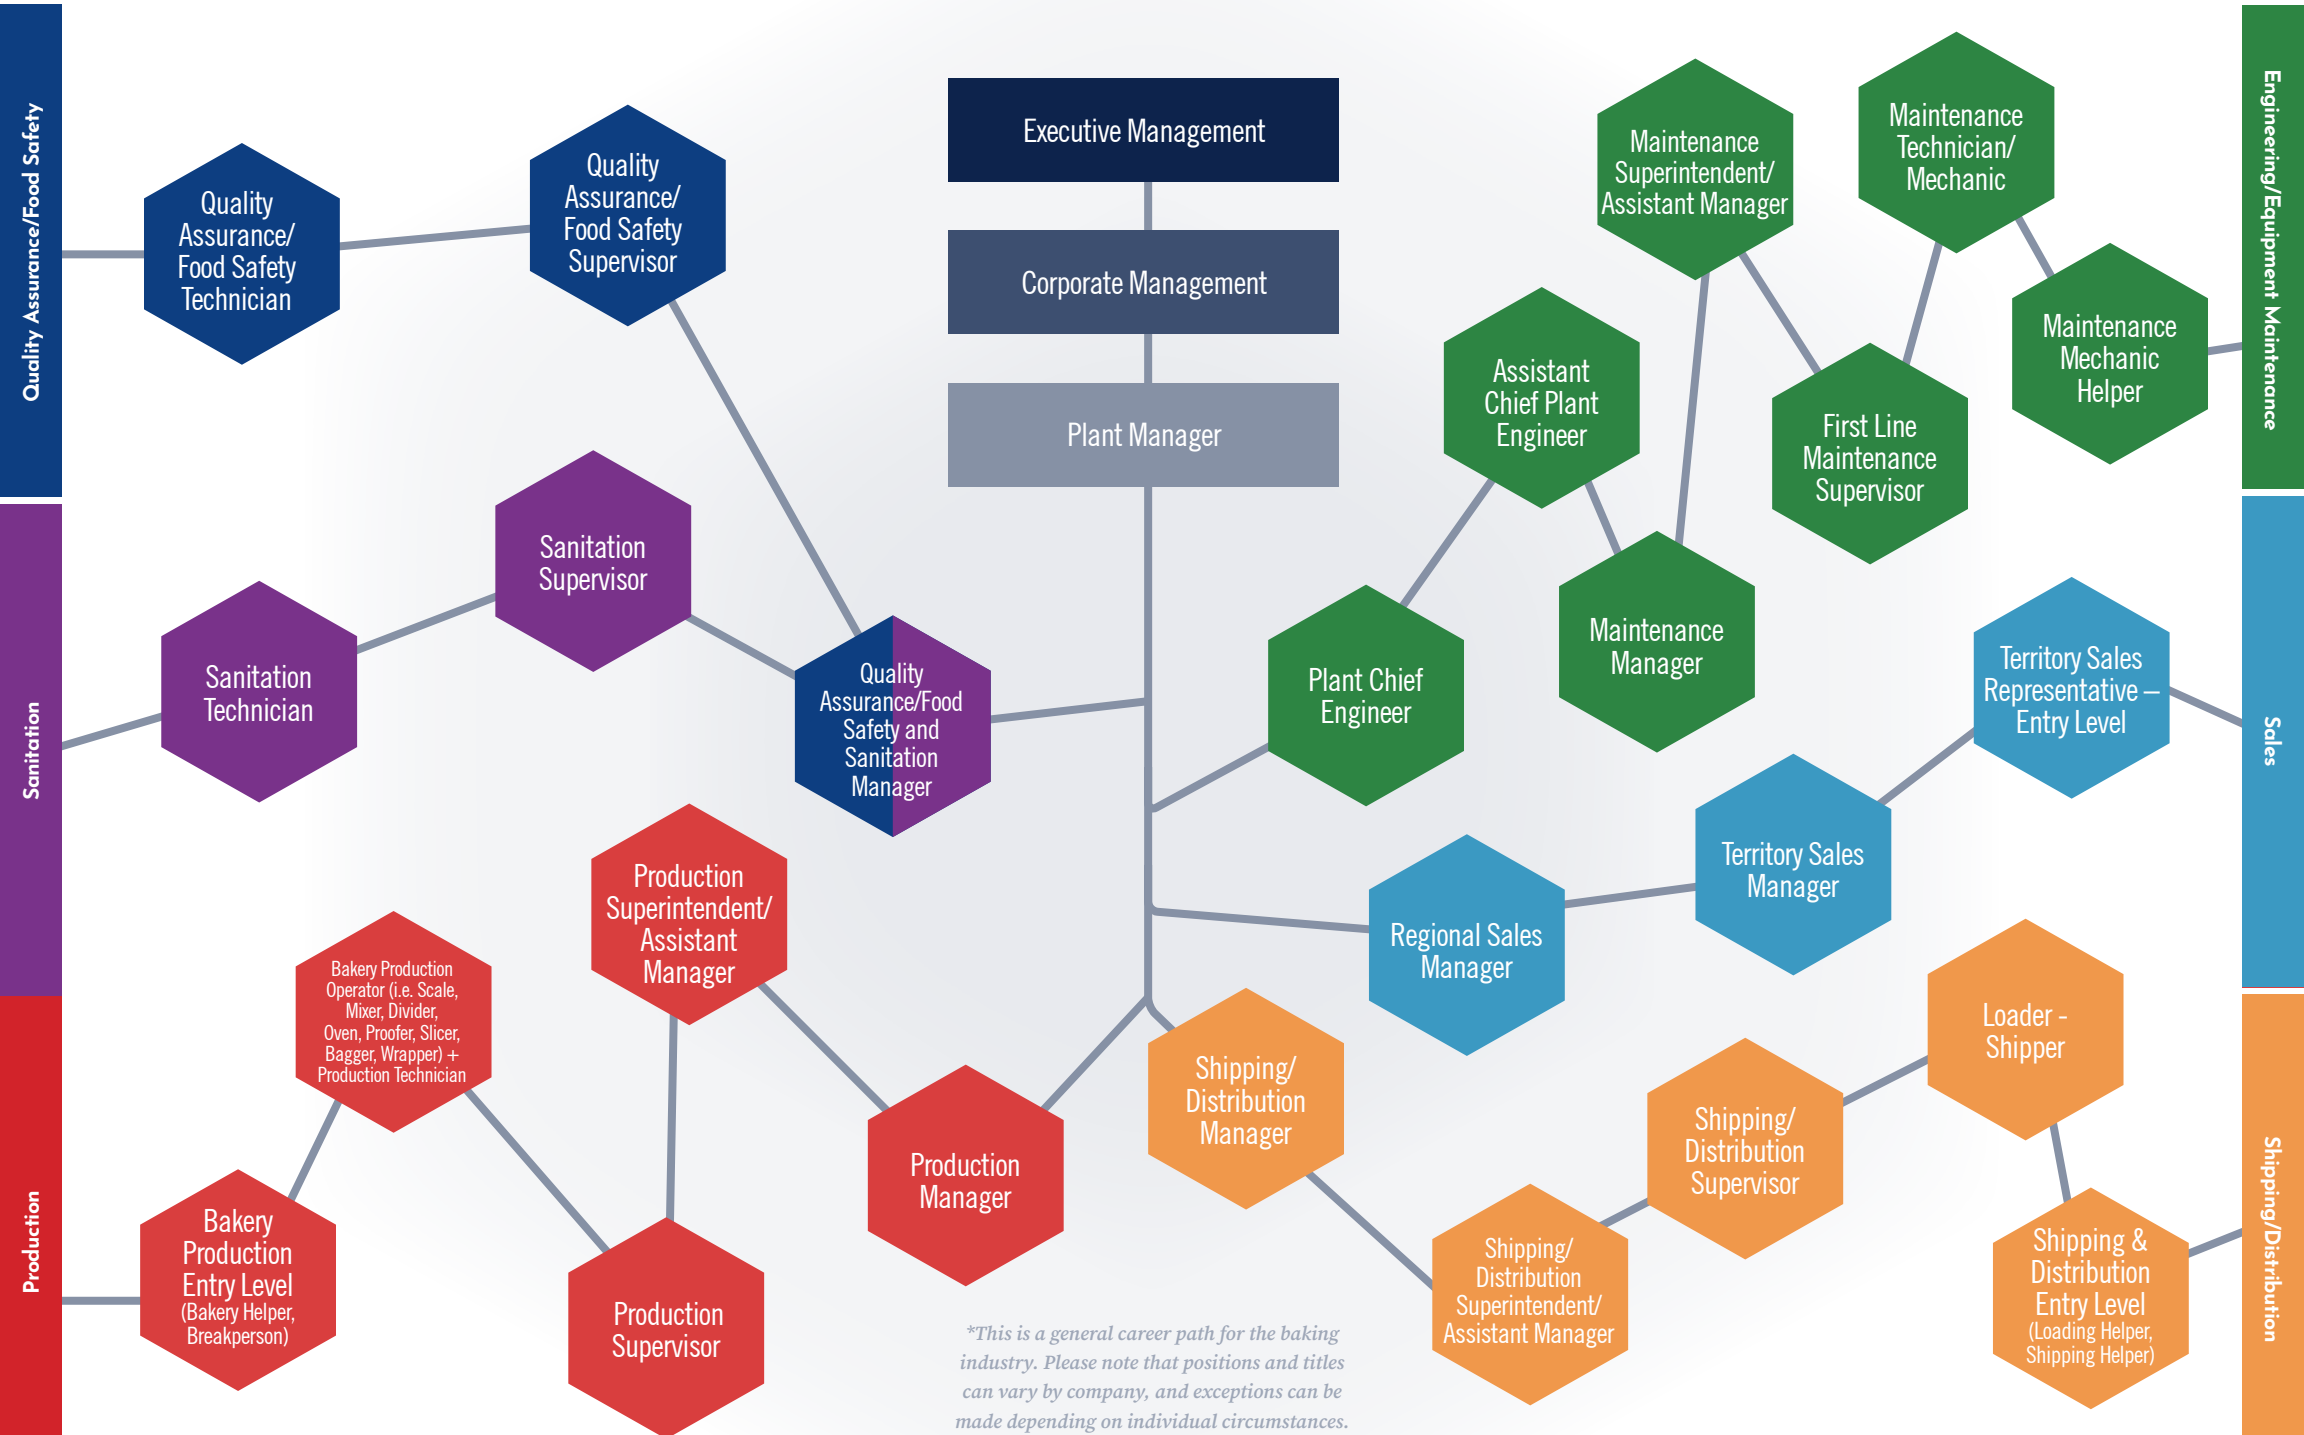 Quality Assurance/Food Safety
Quality
Assurance/
Food Safety
Technician
Quality
Assurance/
Food Safety
Supervisor
Sanitation
Sanitation
Technician
Sanitation
Supervisor
Quality
Assurance/Food
Safety and
Sanitation
Manager
Production
Bakery
Production
Entry Level
(Bakery Helper,
Breakperson)
Bakery Production
Operator (i.e. Scale,
Mixer, Divider,
Oven, Proofer, Slicer,
Bagger, Wrapper) +
Production Technician
Production
Supervisor
Production
Superintendent/
Assistant
Manager
Production
Manager
Executive Management
Corporate Management
Plant Manager
Engineering/Equipment Maintenance
Maintenance
Mechanic
Helper
Maintenance
Technician/
Mechanic
First Line
Maintenance
Supervisor
Maintenance
Superintendent/
Assistant Manager
Maintenance
Manager
Assistant
Chief Plant
Engineer
Plant Chief
Engineer
Sales
Territory Sales
Representative –
Entry Level
Territory Sales
Manager
Regional Sales
Manager
Shipping/Distribution
Shipping &
Distribution
Entry Level
(Loading Helper,
Shipping Helper)
Loader -
Shipper
Shipping/
Distribution
Supervisor
Shipping/
Distribution
Superintendent/
Assistant Manager
Shipping/
Distribution
Manager
*This is a general career path for the baking
industry. Please note that positions and titles
can vary by company, and exceptions can be
made depending on individual circumstances.